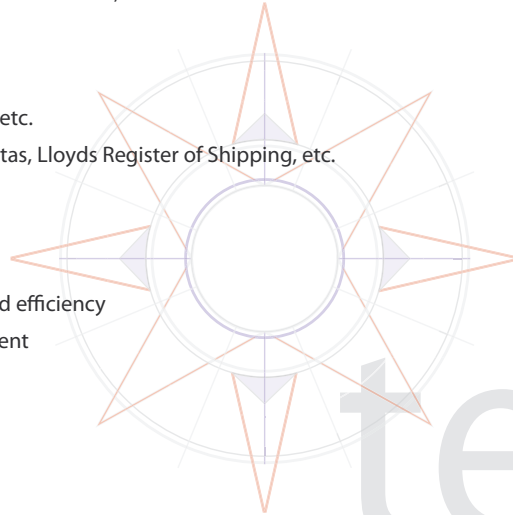 etc.
tas, Lloyds Register of Shipping, etc.
d efficiency
ent
te